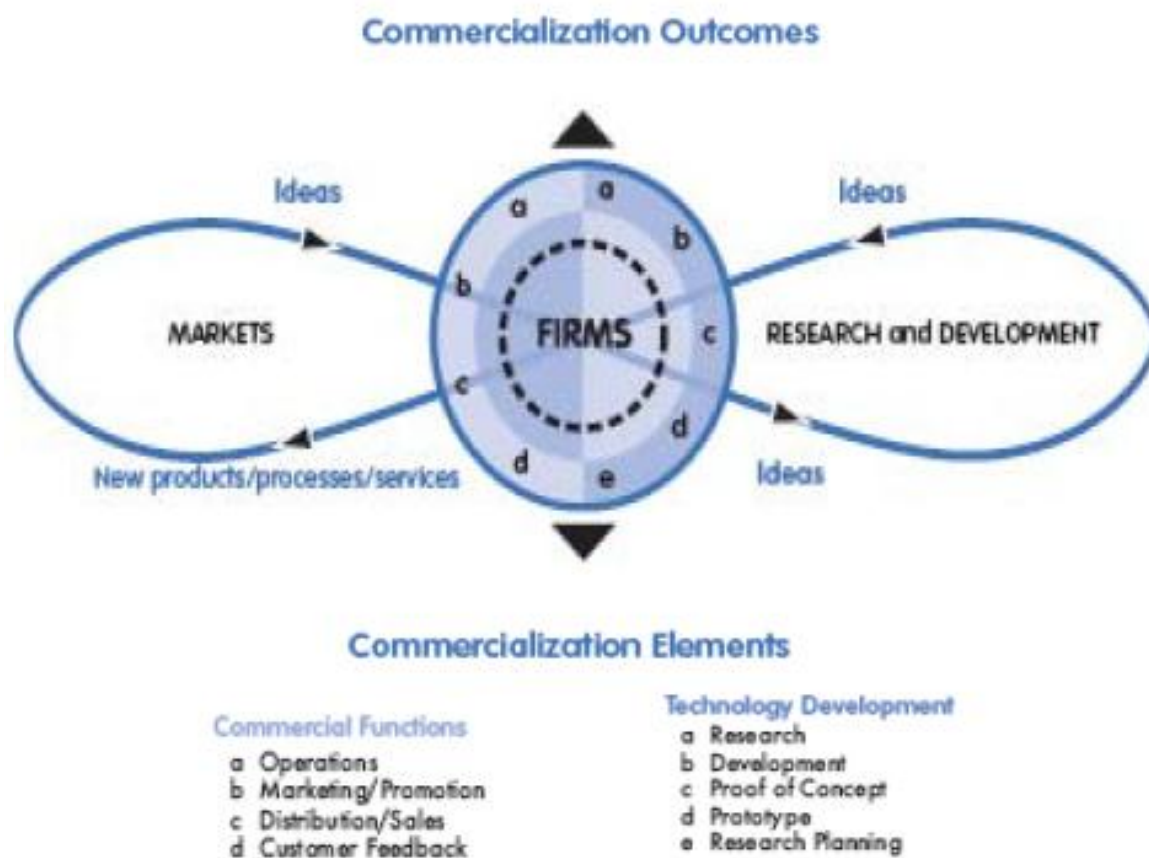 Commercialization Outcomes
Ideas
Ideas
a
a
b
b
MARKETS
FIRMS
c
RESEARCH and DEVELOPMENT
c
d
d
e
New products/processes/services
Ideas
Commercialization Elements
Commercial Functions
a Operations
b Marketing/Promotion
c Distribution/Sales
d Customer Feedback
Technology Development
a Research
b Development
c Proof of Concept
d Prototype
e Research Planning